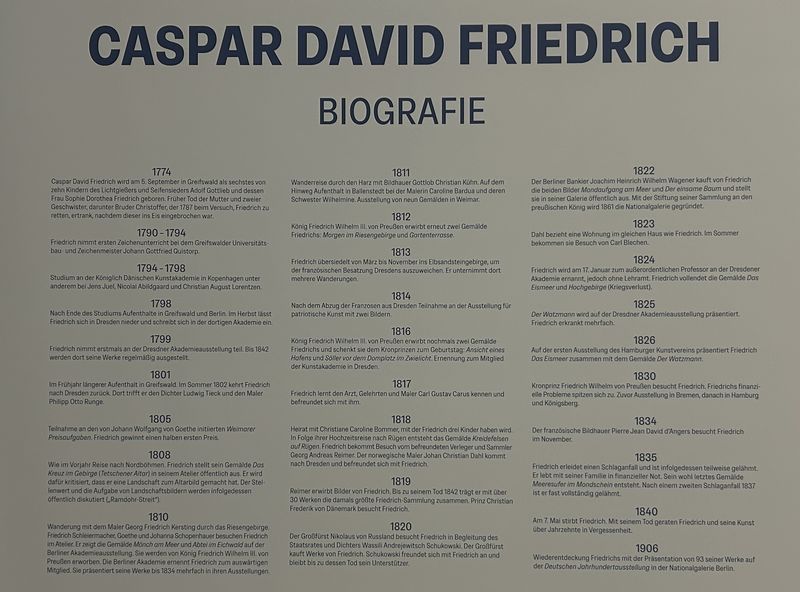 CASPAR DAVID FRIEDRICH
BIOGRAFIE
1774
Caspar David Friedrich wird am 5. September in Greifswald als sechstes von
zehn Kindern des Lichtgießers und Seifensieders Adolf Gottlieb und dessen
Frau Sophie Dorothea Friedrich geboren. Früher Tod der Mutter und zweier
Geschwister, darunter Bruder Christoffer, der 1787 beim Versuch, Friedrich zu
retten, ertrank, nachdem dieser ins Eis eingebrochen war.
1790 - 1794
Friedrich nimmt ersten Zeichenunterricht bei dem Greifswalder Universitäts-
bau- und Zeichenmeister Johann Gottfried Quistorp.
1794 - 1798
Studium an der Königlich Dänischen Kunstakademie in Kopenhagen unter
anderem bei Jens Juel, Nicolai Abildgaard und Christian August Lorentzen.
1798
Nach Ende des Studiums Aufenthalte in Greifswald und Berlin. Im Herbst lässt
Friedrich sich in Dresden nieder und schreibt sich in der dortigen Akademie ein.
1799
Friedrich nimmt erstmals an der Dresdner Akademieausstellung teil. Bis 1842
werden dort seine Werke regelmäßig ausgestellt.
1801
Im Frühjahr längerer Aufenthalt in Greifswald. Im Sommer 1802 kehrt Friedrich
nach Dresden zurück. Dort trifft er den Dichter Ludwig Tieck und den Maler
Philipp Otto Runge.
1805
Teilnahme an den von Johann Wolfgang von Goethe initiierten Weimarer
Preisaufgaben. Friedrich gewinnt einen halben ersten Preis.
1808
Wie im Vorjahr Reise nach Nordböhmen. Friedrich stellt sein Gemälde Das
Kreuz im Gebirge (Tetschener Altar) in seinem Atelier öffentlich aus. Er wird
dafür kritisiert, dass er eine Landschaft zum Altarbild gemacht hat. Der Stel-
lenwert und die Aufgabe von Landschaftsbildern werden infolgedessen
öffentlich diskutiert („Ramdohr-Streit“).
1810
Wanderung mit dem Maler Georg Friedrich Kersting durch das Riesengebirge.
Friedrich Schleiermacher, Goethe und Johanna Schopenhauer besuchen Friedrich
im Atelier. Er zeigt die Gemälde Mönch am Meer und Abtei im Eichwald auf der
Berliner Akademieausstellung. Sie werden von König Friedrich Wilhelm III. von
Preußen erworben. Die Berliner Akademie ernennt Friedrich zum auswärtigen
Mitglied. Sie präsentiert seine Werke bis 1834 mehrfach in ihren Ausstellungen.
1811
Wanderreise durch den Harz mit Bildhauer Gottlob Christian Kühn. Auf dem
Hinweg Aufenthalt in Ballenstedt bei der Malerin Caroline Bardua und deren
Schwester Wilhelmine. Ausstellung von neun Gemälden in Weimar.
1812
König Friedrich Wilhelm III. von Preußen erwirbt erneut zwei Gemälde
Friedrichs: Morgen im Riesengebirge und Gartenterrasse.
1813
Friedrich übersiedelt von März bis November ins Elbsandsteingebirge, um
der französischen Besatzung Dresdens auszuweichen. Er unternimmt dort
mehrere Wanderungen.
1814
Nach dem Abzug der Franzosen aus Dresden Teilnahme an der Ausstellung für
patriotische Kunst mit zwei Bildern.
1816
König Friedrich Wilhelm III. von Preußen erwirbt nochmals zwei Gemälde
Friedrichs und schenkt sie dem Kronprinzen zum Geburtstag: Ansicht eines
Hafens und Söller vor dem Domplatz im Zwielicht. Ernennung zum Mitglied
der Kunstakademie in Dresden.
1817
Friedrich lernt den Arzt, Gelehrten und Maler Carl Gustav Carus kennen und
befreundet sich mit ihm.
1818
Heirat mit Christiane Caroline Bommer, mit der Friedrich drei Kinder haben wird.
In Folge ihrer Hochzeitsreise nach Rügen entsteht das Gemälde Kreidefelsen
auf Rügen. Friedrich bekommt Besuch vom befreundeten Verleger und Sammler
Georg Andreas Reimer. Der norwegische Maler Johan Christian Dahl kommt
nach Dresden und befreundet sich mit Friedrich.
1819
Reimer erwirbt Bilder von Friedrich. Bis zu seinem Tod 1842 trägt er mit über
30 Werken die damals größte Friedrich-Sammlung zusammen. Prinz Christian
Frederik von Dänemark besucht Friedrich.
1820
Der Großfürst Nikolaus von Russland besucht Friedrich in Begleitung des
Staatsrates und Dichters Wassili Andrejewitsch Schukowski. Der Großfürst
kauft Werke von Friedrich. Schukowski freundet sich mit Friedrich an und
bleibt bis zu dessen Tod sein Unterstützer.
1822
Der Berliner Bankier Joachim Heinrich Wilhelm Wagener kauft von Friedrich
die beiden Bilder Mondaufgang am Meer und Der einsame Baum und stellt
sie in seiner Galerie öffentlich aus. Mit der Stiftung seiner Sammlung an den
preußischen König wird 1861 die Nationalgalerie gegründet.
1823
Dahl bezieht eine Wohnung im gleichen Haus wie Friedrich. Im Sommer
bekommen sie Besuch von Carl Blechen.
1824
Friedrich wird am 17. Januar zum außerordentlichen Professor an der Dresdener
Akademie ernannt, jedoch ohne Lehramt. Friedrich vollendet die Gemälde Das
Eismeer und Hochgebirge (Kriegsverlust).
1825
Der Watzmann wird auf der Dresdner Akademieausstellung präsentiert.
Friedrich erkrankt mehrfach.
1826
Auf der ersten Ausstellung des Hamburger Kunstvereins präsentiert Friedrich
Das Eismeer zusammen mit dem Gemälde Der Watzmann.
1830
Kronprinz Friedrich Wilhelm von Preußen besucht Friedrich. Friedrichs finanzi-
elle Probleme spitzen sich zu. Zuvor Ausstellung in Bremen, danach in Hamburg
und Königsberg.
1834
Der französische Bildhauer Pierre Jean David d'Angers besucht Friedrich
im November.
1835
Friedrich erleidet einen Schlaganfall und ist infolgedessen teilweise gelähmt.
Er lebt mit seiner Familie in finanzieller Not. Sein wohl letztes Gemälde
Meeresufer im Mondschein entsteht. Nach einem zweiten Schlaganfall 1837
ist er fast vollständig gelähmt.
1840
Am 7. Mai stirbt Friedrich. Mit seinem Tod geraten Friedrich und seine Kunst
über Jahrzehnte in Vergessenheit.
1906
Wiederentdeckung Friedrichs mit der Präsentation von 93 seiner Werke auf
der Deutschen Jahrhundertausstellung in der Nationalgalerie Berlin.